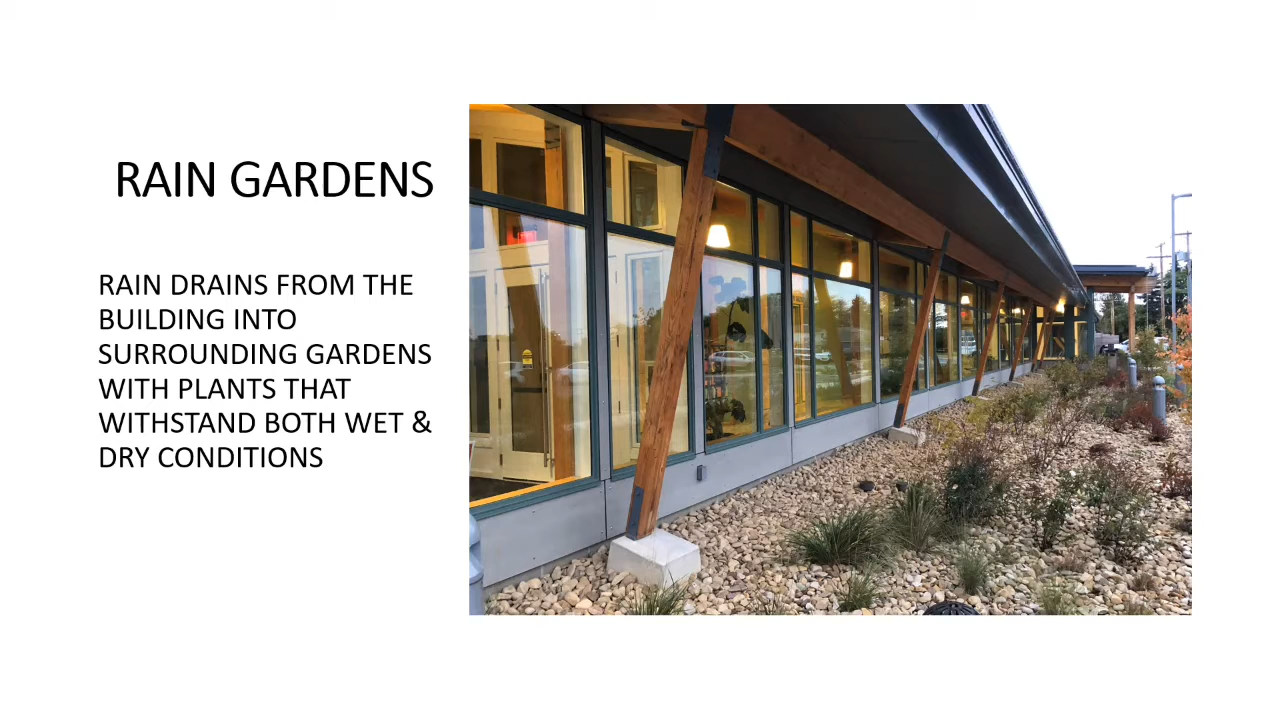 RAIN GARDENS
RAIN DRAINS FROM THE
BUILDING INTO
SURROUNDING GARDENS
WITH PLANTS THAT
WITHSTAND BOTH WET &
DRY CONDITIONS